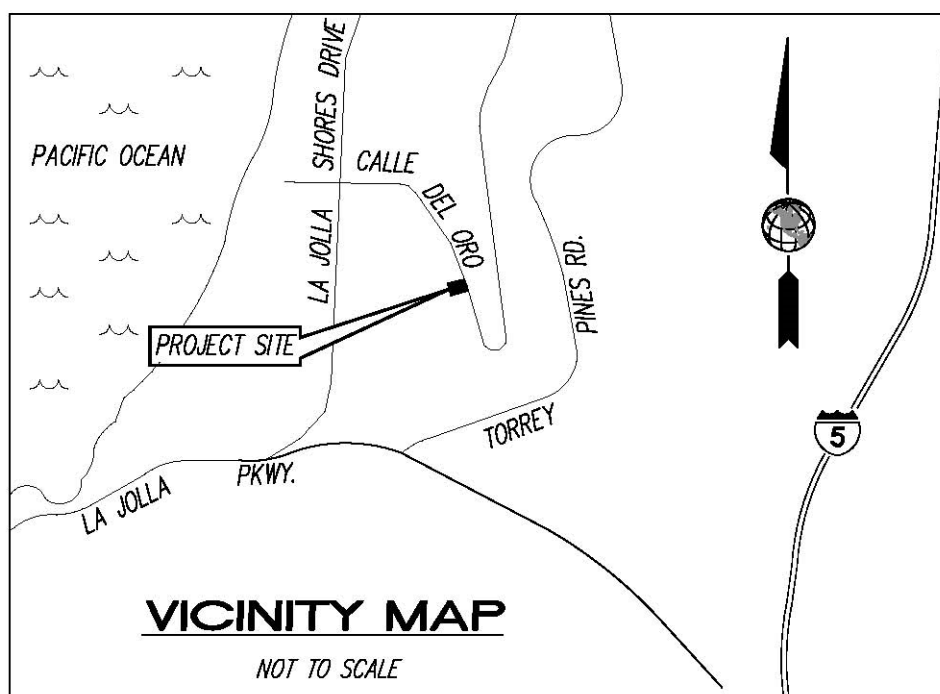 LA JOLLA SHORES DRIVE
PACIFIC OCEAN
CALLE DEL ORO
PROJECT SITE
TORREY PINES RD.
5
LA JOLLA PKWY.
VICINITY MAP
NOT TO SCALE